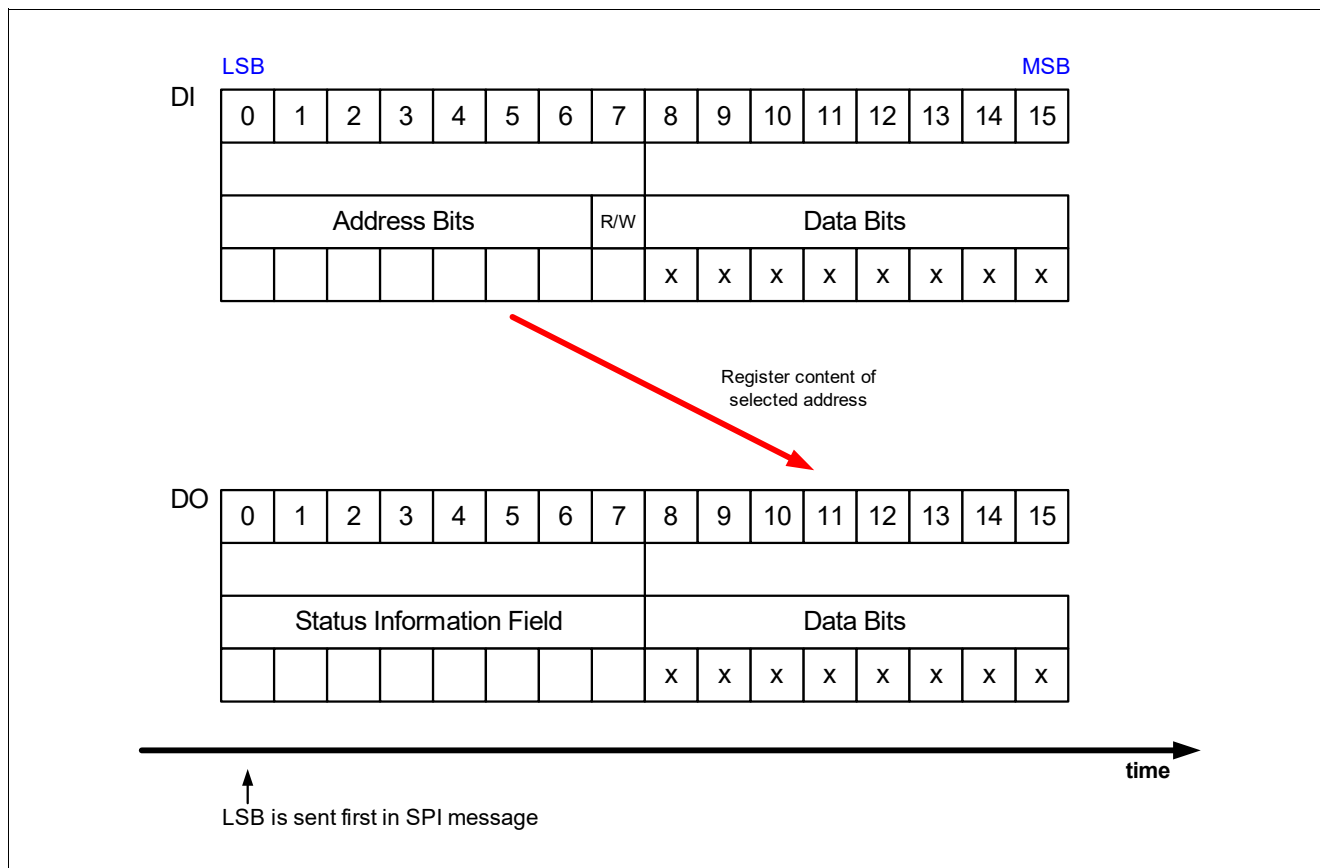 LSB MSB
DI 0 1 2 3 4 5 6 7 8 9 10 11 12 13 14 15
Address Bits R/W Data Bits
x x x x x x x x
Register content of
selected address
DO 0 1 2 3 4 5 6 7 8 9 10 11 12 13 14 15
Status Information Field Data Bits
x x x x x x x x
time
LSB is sent first in SPI message